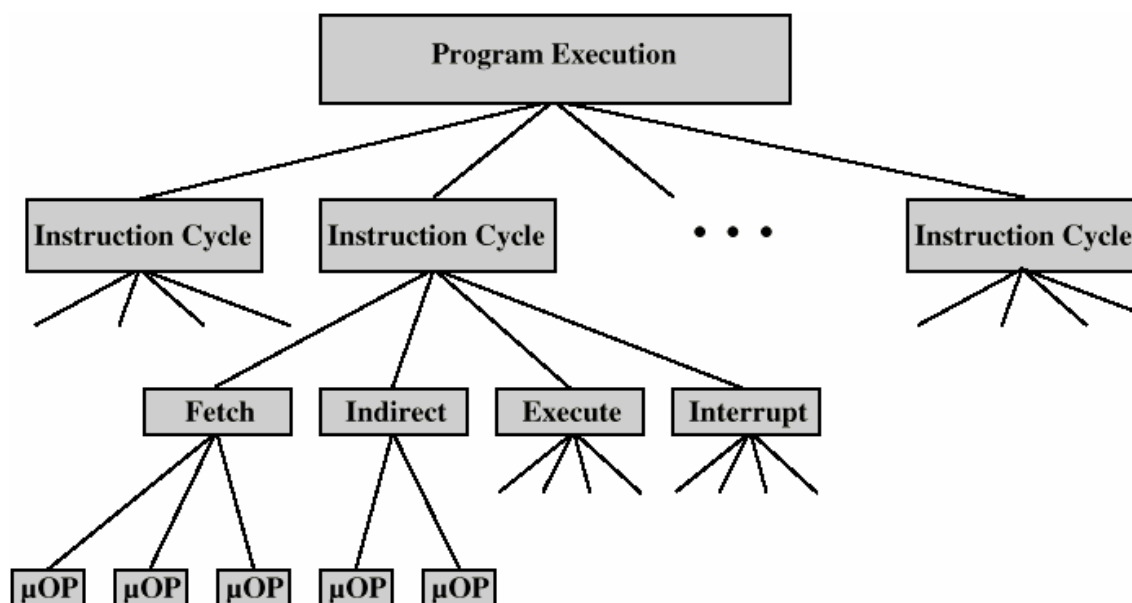 Program Execution
Instruction Cycle
Instruction Cycle
• • •
Instruction Cycle
Fetch
Indirect
Execute
Interrupt
µOP
µOP
µOP
µOP
µOP